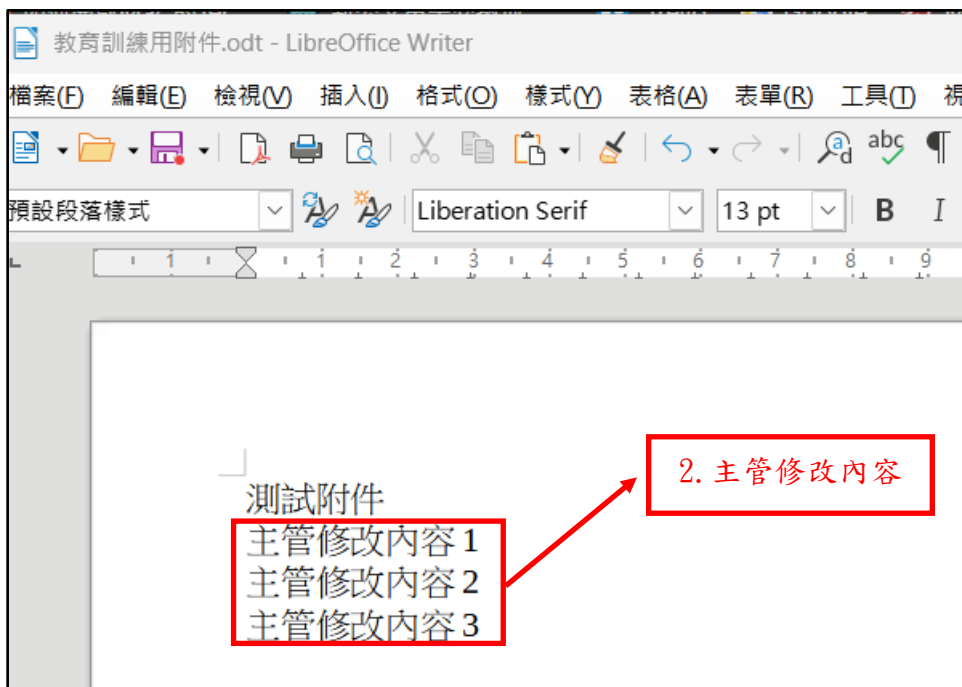 教育訓練用附件.odt - LibreOffice Writer
檔案(F) 編輯(E) 檢視(V) 插入(I) 格式(O) 樣式(Y) 表格(A) 表單(R) 工具(T) 視
abc
預設段落樣式 Liberation Serif 13 pt B I
1 1 2 3 4 5 6 7 8 9
2.主管修改內容
測試附件
主管修改內容 1
主管修改內容 2
主管修改內容 3